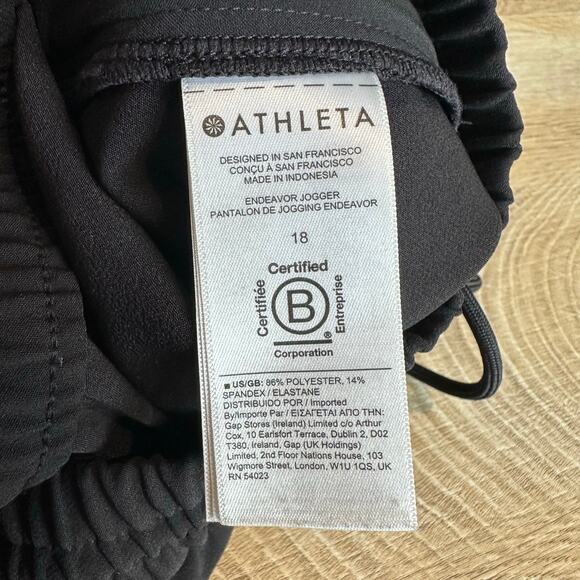 ATHLETA
DESIGNED IN SAN FRANCISCO
CONÇU À SAN FRANCISCO
MADE IN INDONESIA
ENDEAVOR JOGGER
PANTALON DE JOGGING ENDEAVOR
18
Certified
Certifiée
B
®
Entreprise
Corporation
US/GB: 86% POLYESTER, 14%
SPANDEX / ELASTANE
DISTRIBUIDO POR / Imported
By/Importe Par / ΕΙΣΑΓΕΤΑΙ ΑΠΟ ΤΗΝ:
Gap Stores (Ireland) Limited c/o Arthur
Cox, 10 Earlsfort Terrace, Dublin 2, D02
T380, Ireland, Gap (UK Holdings)
Limited, 2nd Floor Nations House, 103
Wigmore Street, London, W1U 1QS, UK
RN 54023